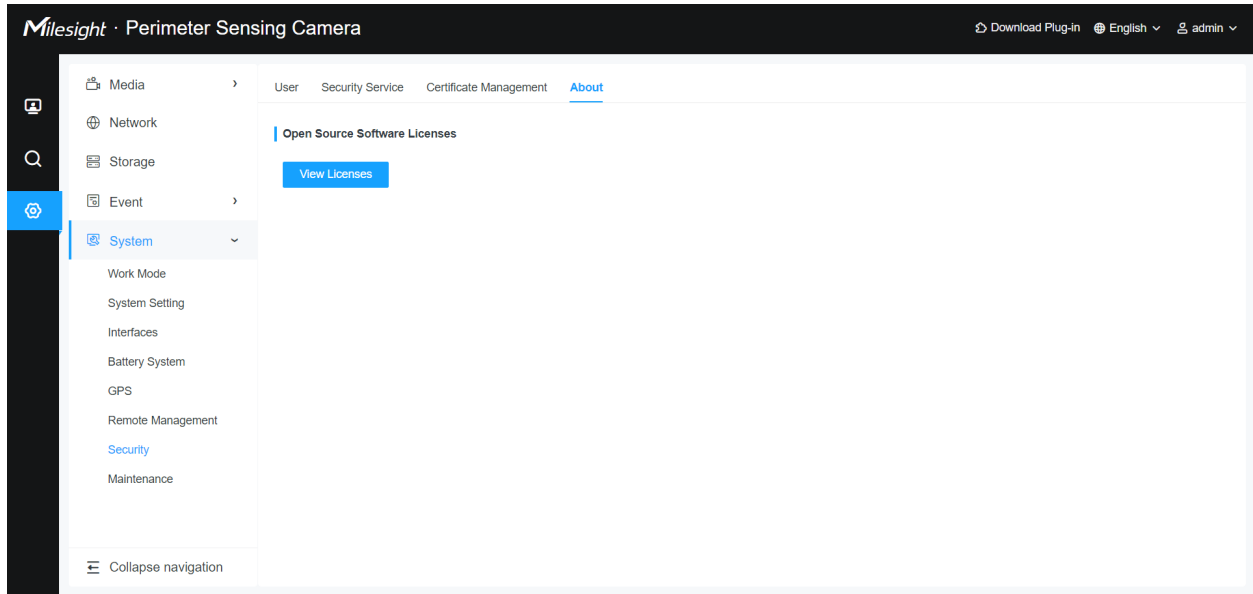 Milesight · Perimeter Sensing Camera
Download Plug-in English admin
Media
Network
Storage
Event
System
Work Mode
System Setting
Interfaces
Battery System
GPS
Remote Management
Security
Maintenance
Collapse navigation
User Security Service Certificate Management About
Open Source Software Licenses
View Licenses